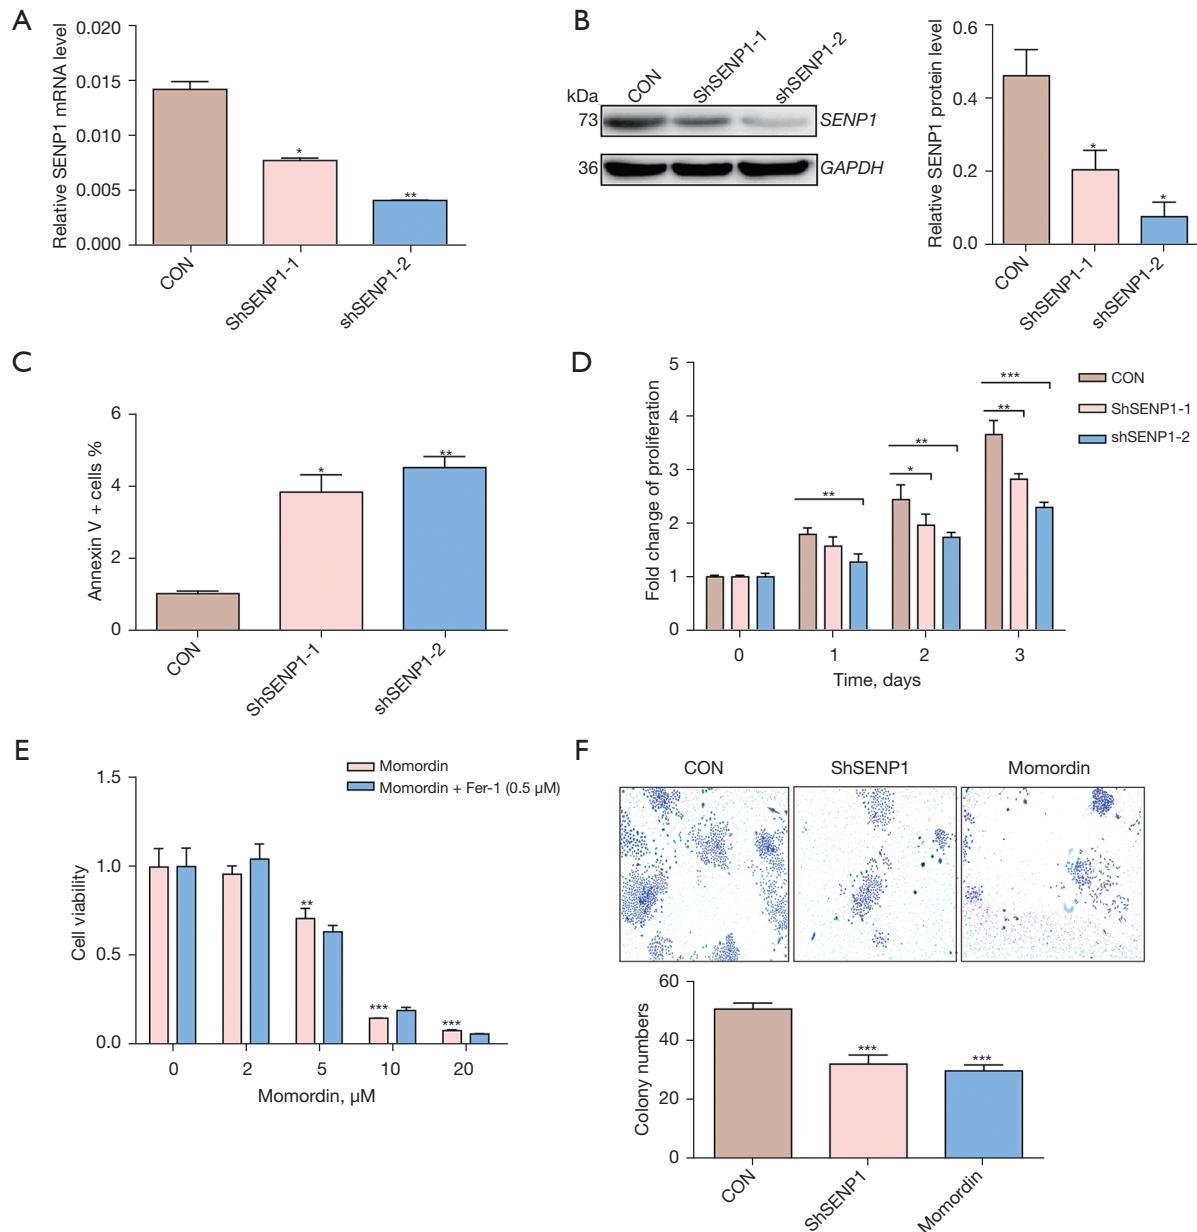 A
Relative SENP1 mRNA level
0.020
0.015
0.010
0.005
0.000
*
**
CON
ShSENP1-1
shSENP1-2
B
kDa
CON
ShSENP1-1
shSENP1-2
73
SENP1
36
GAPDH
Relative SENP1 protein level
0.6
0.4
0.2
0.0
*
*
CON
ShSENP1-1
shSENP1-2
C
Annexin V + cells %
6
4
2
0
*
**
CON
ShSENP1-1
shSENP1-2
D
Fold change of proliferation
5
4
3
2
1
0
**
**
*
***
**
0
1
2
3
Time, days
CON
ShSENP1-1
shSENP1-2
E
Cell viability
1.5
1.0
0.5
0.0
Momordin
Momordin + Fer-1 (0.5 μM)
**
***
***
0
2
5
10
20
Momordin, μM
F
CON
ShSENP1
Momordin
Colony numbers
60
40
20
0
***
***
CON
ShSENP1
Momordin